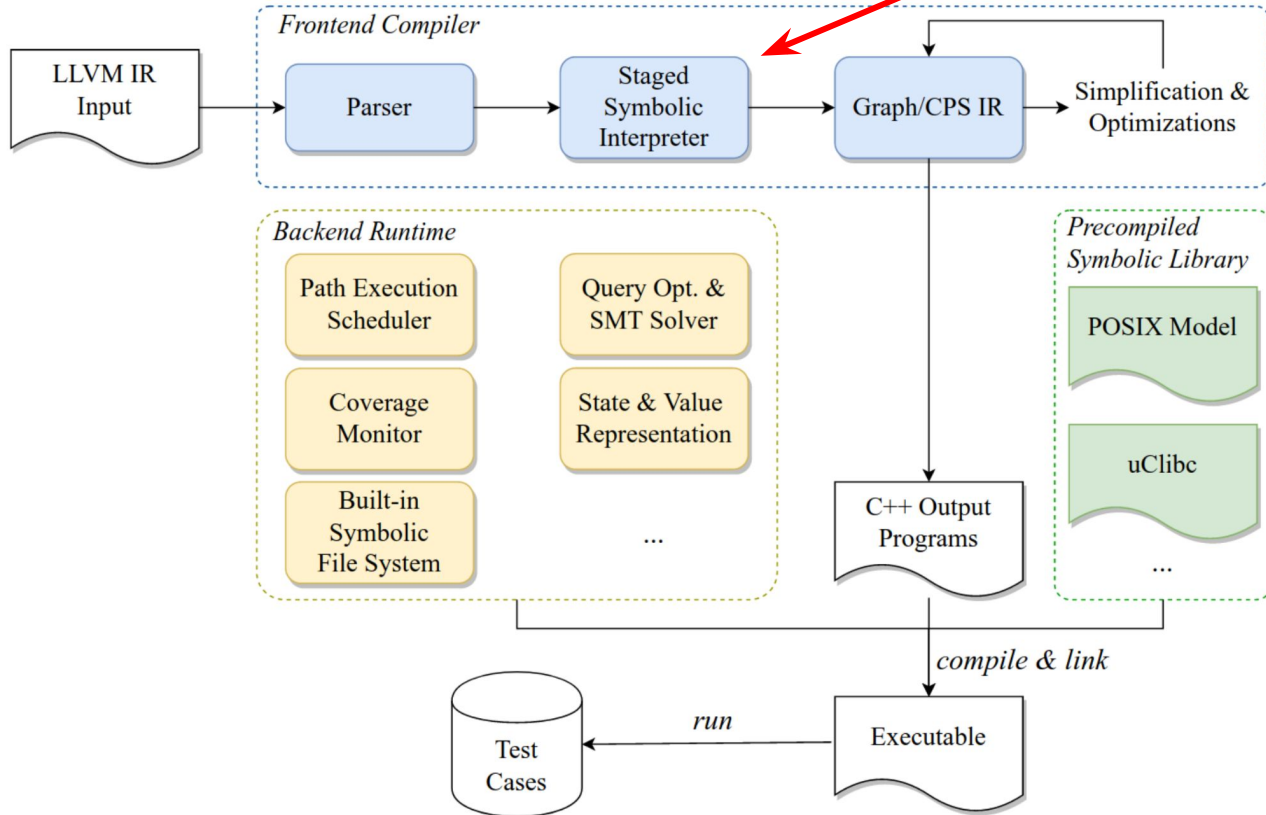 Frontend Compiler
LLVM IR
Input
Parser
Staged
Symbolic
Interpreter
Graph/CPS IR
Simplification &
Optimizations
Backend Runtime
Path Execution
Scheduler
Query Opt. &
SMT Solver
Coverage
Monitor
State & Value
Representation
Built-in
Symbolic
File System
...
Precompiled
Symbolic Library
POSIX Model
uClibc
...
C++ Output
Programs
compile & link
Executable
run
Test
Cases